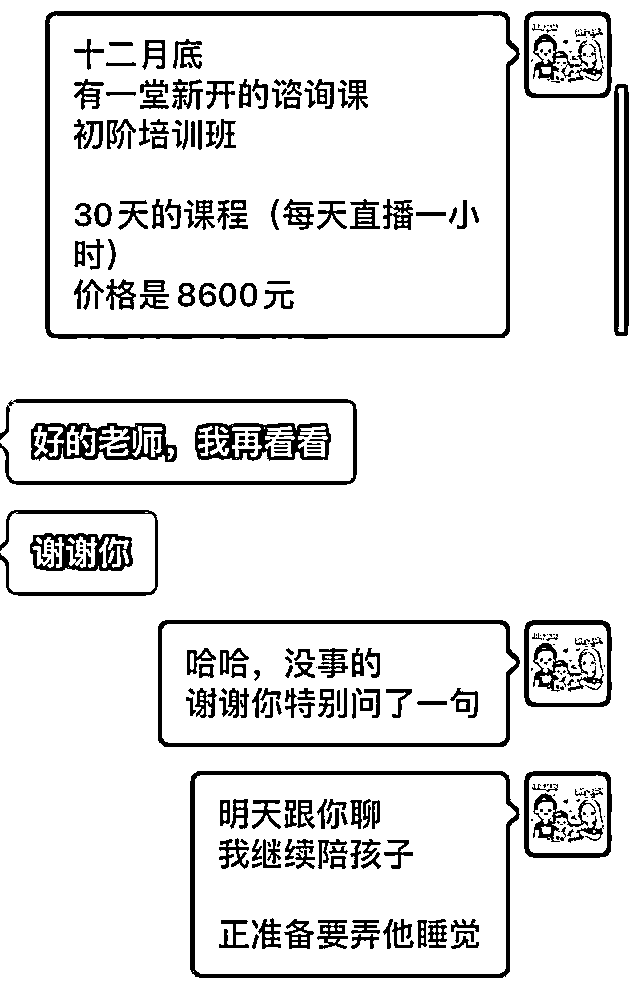 十二月底
有一堂新开的谘询课
初阶培训班
30天的课程（每天直播一小
时）
价格是8600元
好的老师，我再看看
谢谢你
哈哈，没事的
谢谢你特别问了一句
明天跟你聊
我继续陪孩子
正准备要弄他睡觉